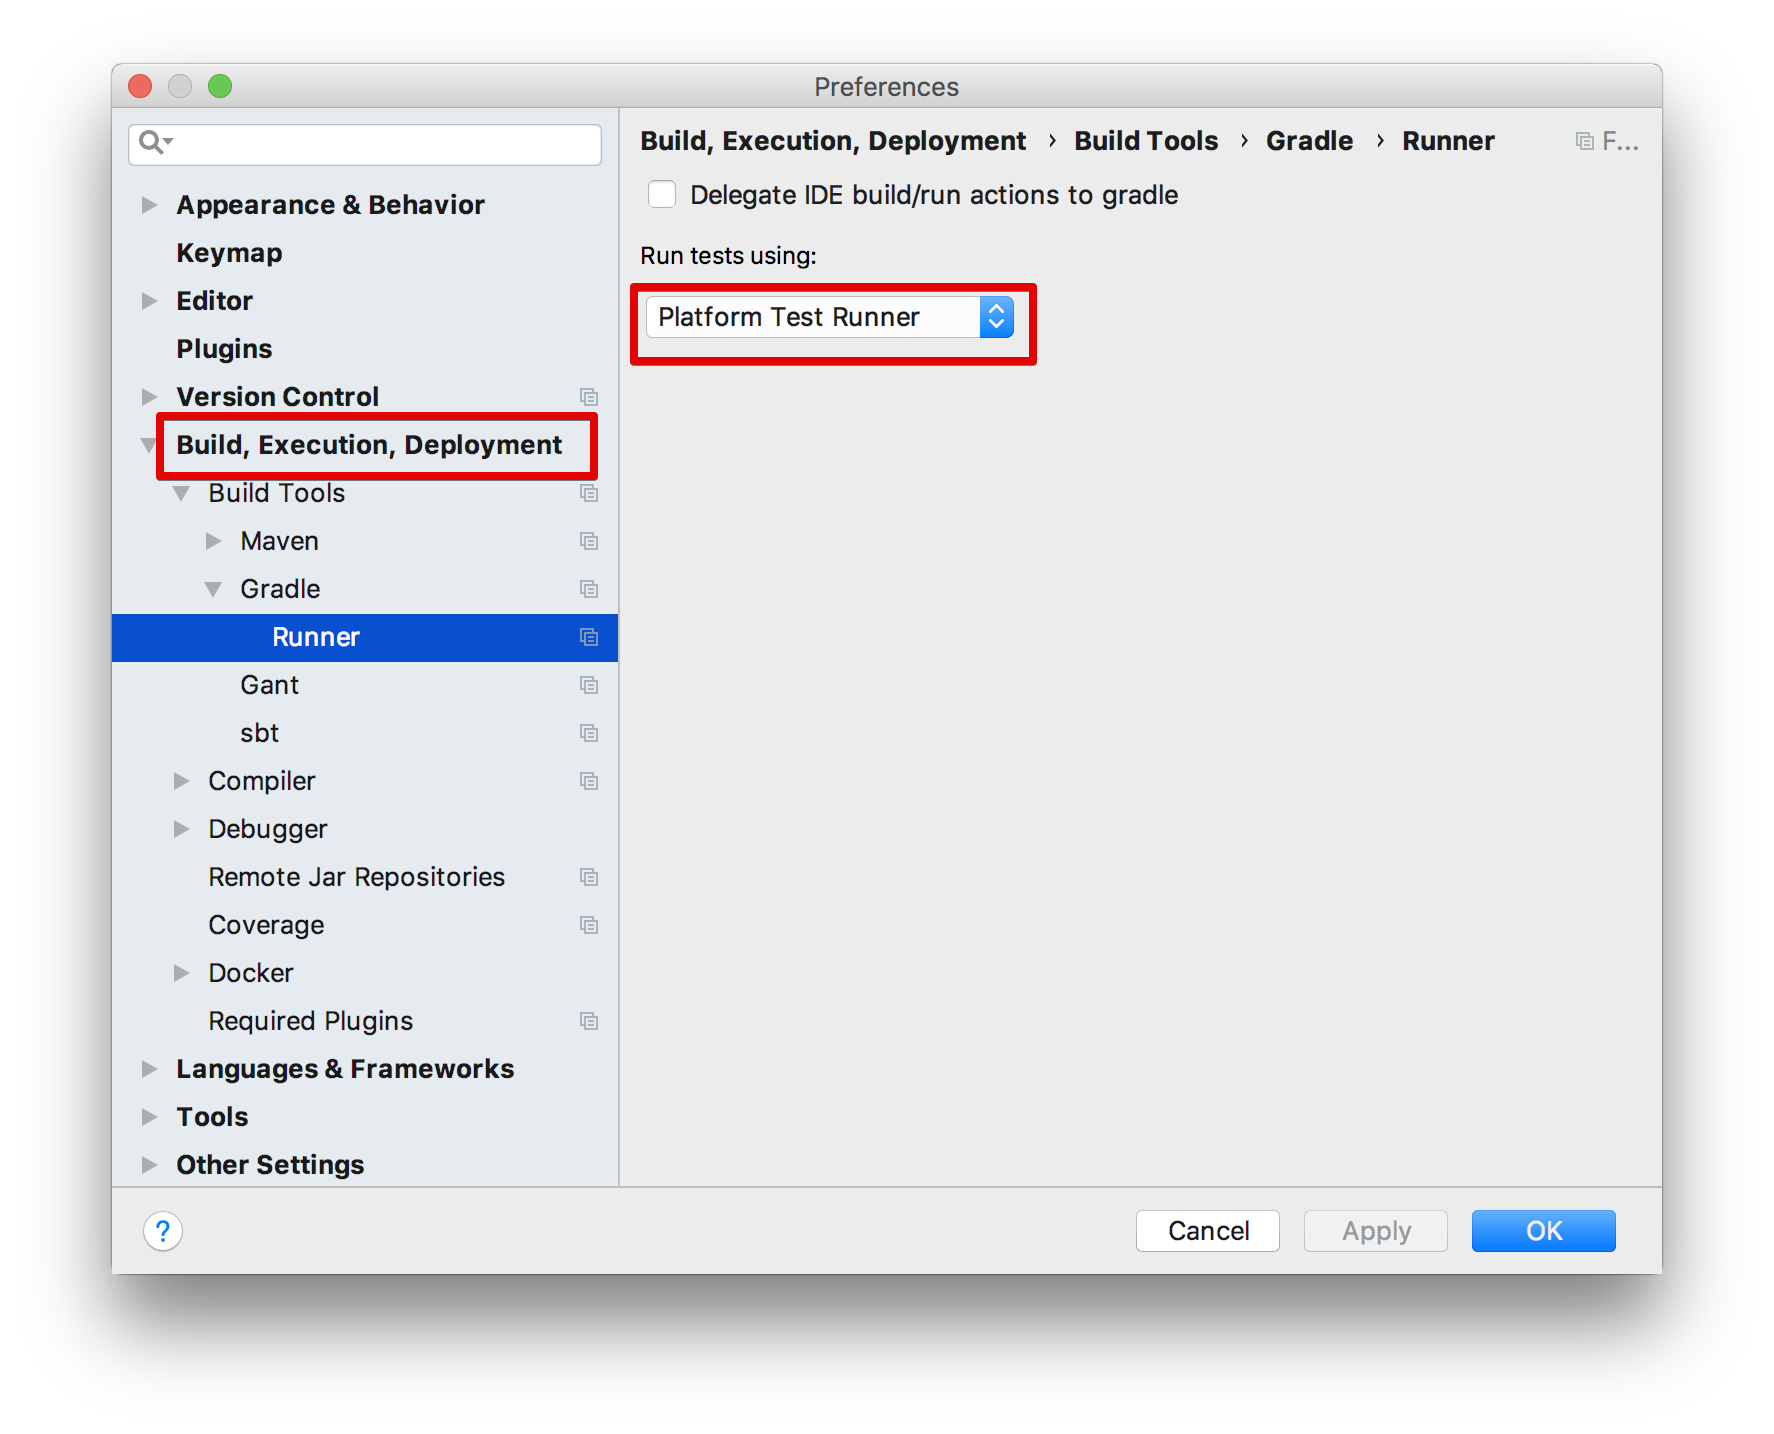 Preferences
Build, Execution, Deployment › Build Tools › Gradle › Runner F...
Delegate IDE build/run actions to gradle
Run tests using:
Platform Test Runner
Appearance & Behavior
Keymap
Editor
Plugins
Version Control
Build, Execution, Deployment
Build Tools
Maven
Gradle
Runner
Gant
sbt
Compiler
Debugger
Remote Jar Repositories
Coverage
Docker
Required Plugins
Languages & Frameworks
Tools
Other Settings
?
Cancel
Apply
OK